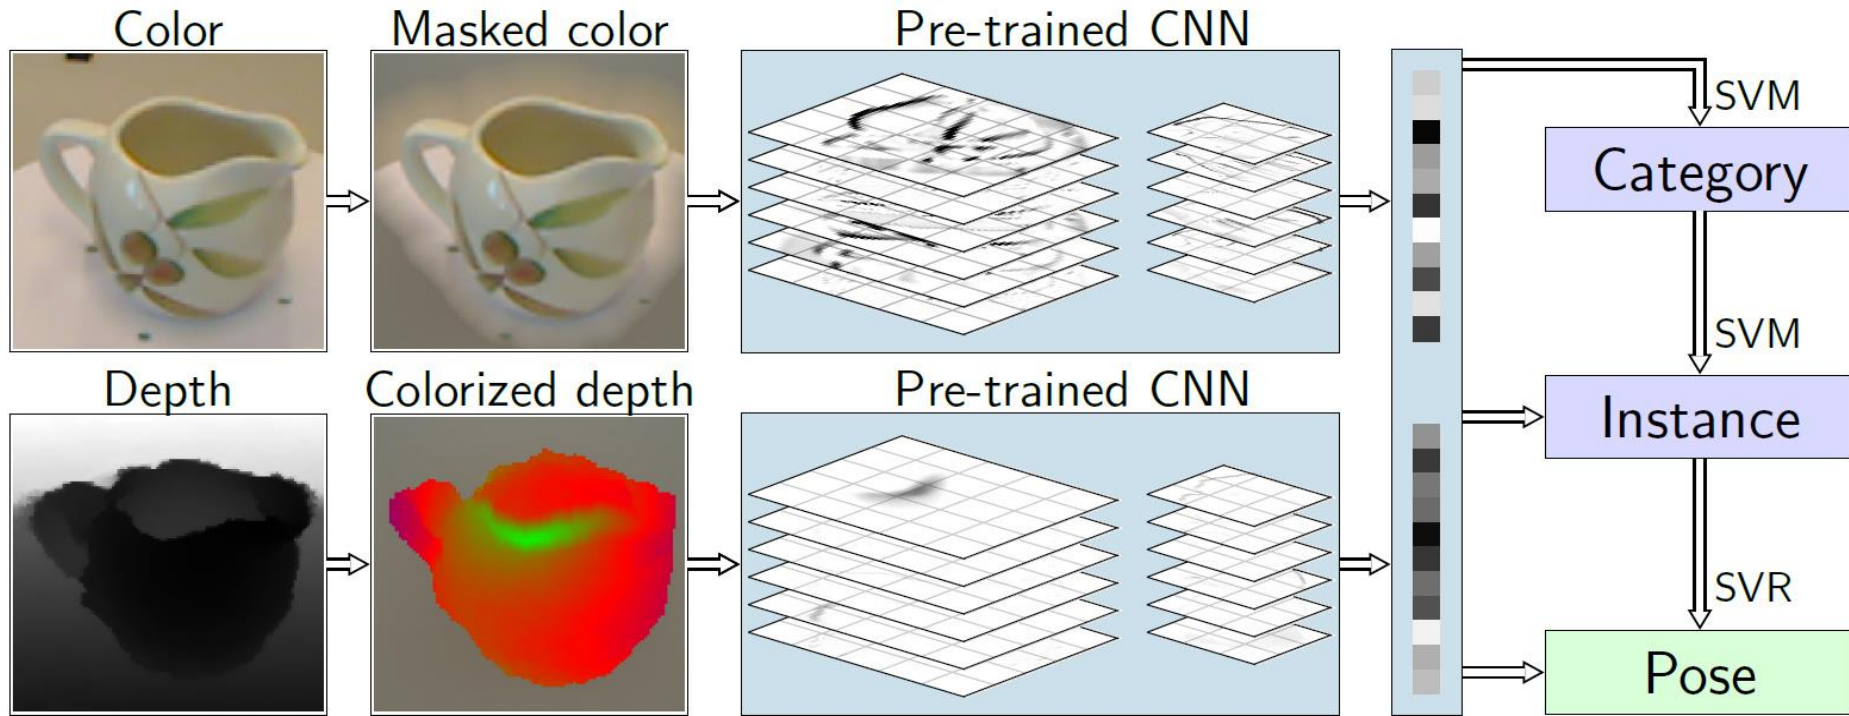 Color
Masked color
Pre-trained CNN
SVM
Category
SVM
Depth
Colorized depth
Pre-trained CNN
Instance
SVR
Pose